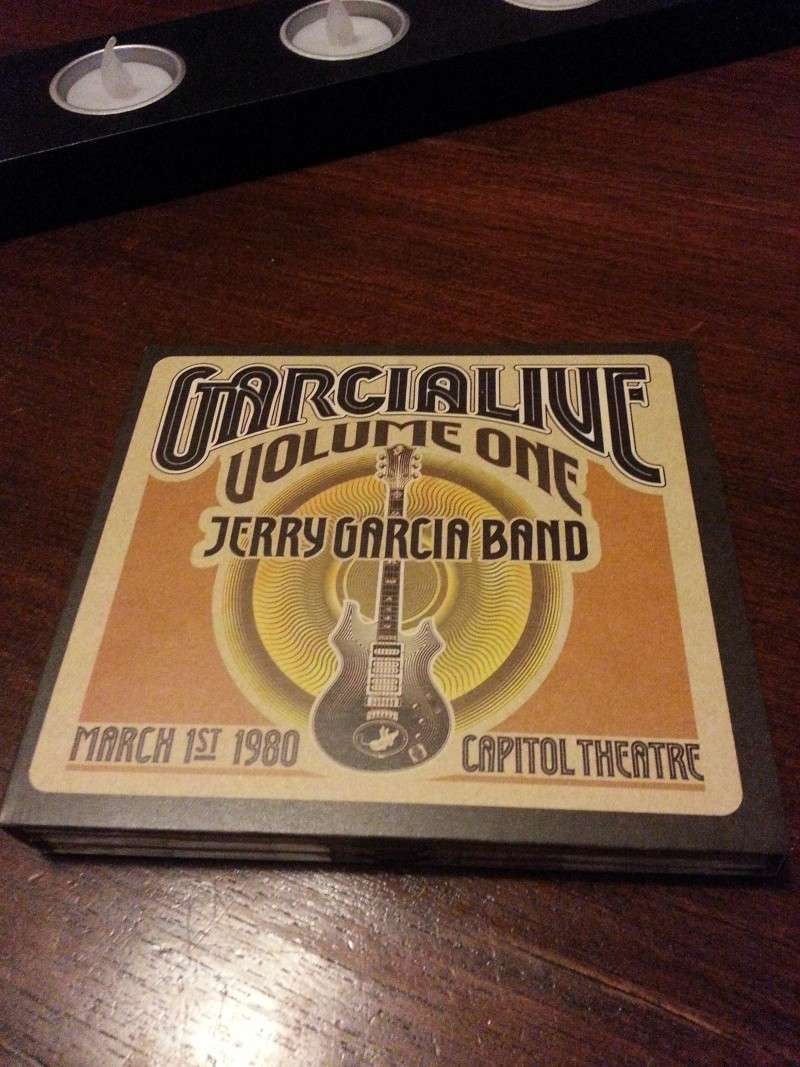 GARCIALIVE
VOLUME ONE
JERRY GARCIA BAND
MARCH 1ST 1980
CAPITOL THEATRE